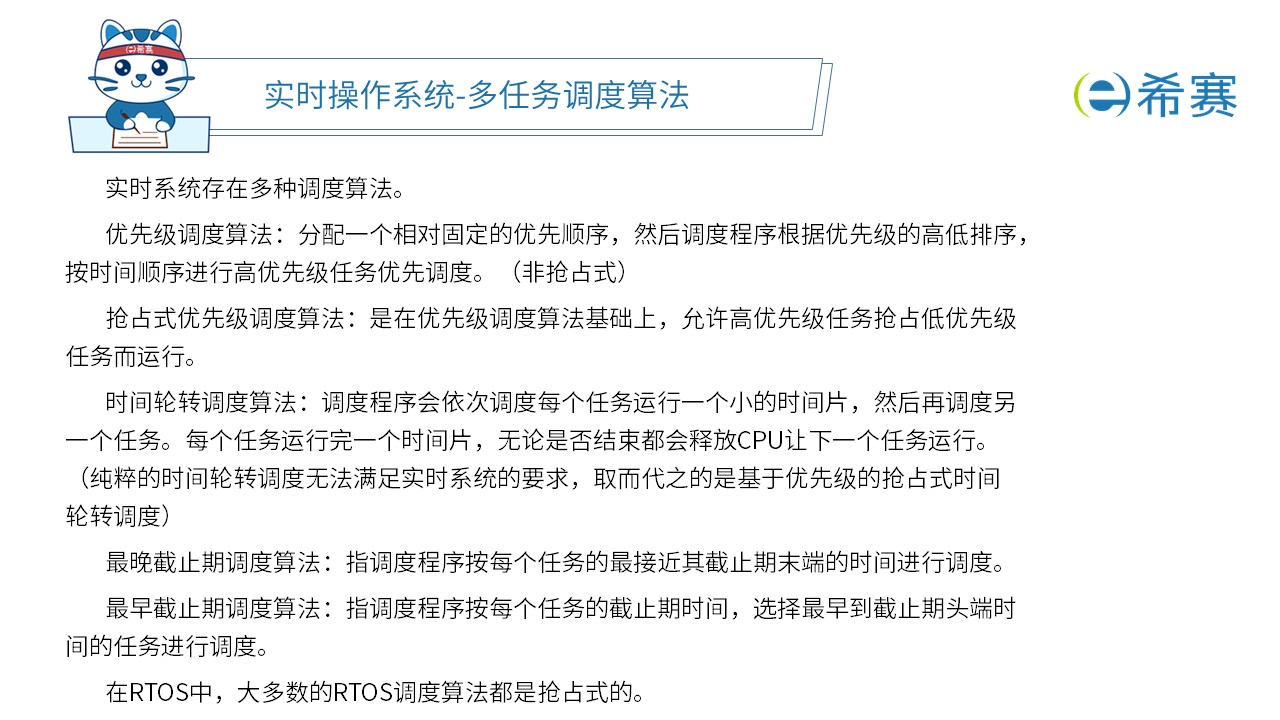 希赛
实时操作系统-多任务调度算法
希赛
实时系统存在多种调度算法。
优先级调度算法：分配一个相对固定的优先顺序，然后调度程序根据优先级的高低排序，
按时间顺序进行高优先级任务优先调度。（非抢占式）
抢占式优先级调度算法：是在优先级调度算法基础上，允许高优先级任务抢占低优先级
任务而运行。
时间轮转调度算法：调度程序会依次调度每个任务运行一个小的时间片，然后再调度另
一个任务。每个任务运行完一个时间片，无论是否结束都会释放CPU让下一个任务运行。
（纯粹的时间轮转调度无法满足实时系统的要求，取而代之的是基于优先级的抢占式时间
轮转调度）
最晚截止期调度算法：指调度程序按每个任务的最接近其截止期末端的时间进行调度。
最早截止期调度算法：指调度程序按每个任务的截止期时间，选择最早到截止期头端时
间的任务进行调度。
在RTOS中，大多数的RTOS调度算法都是抢占式的。